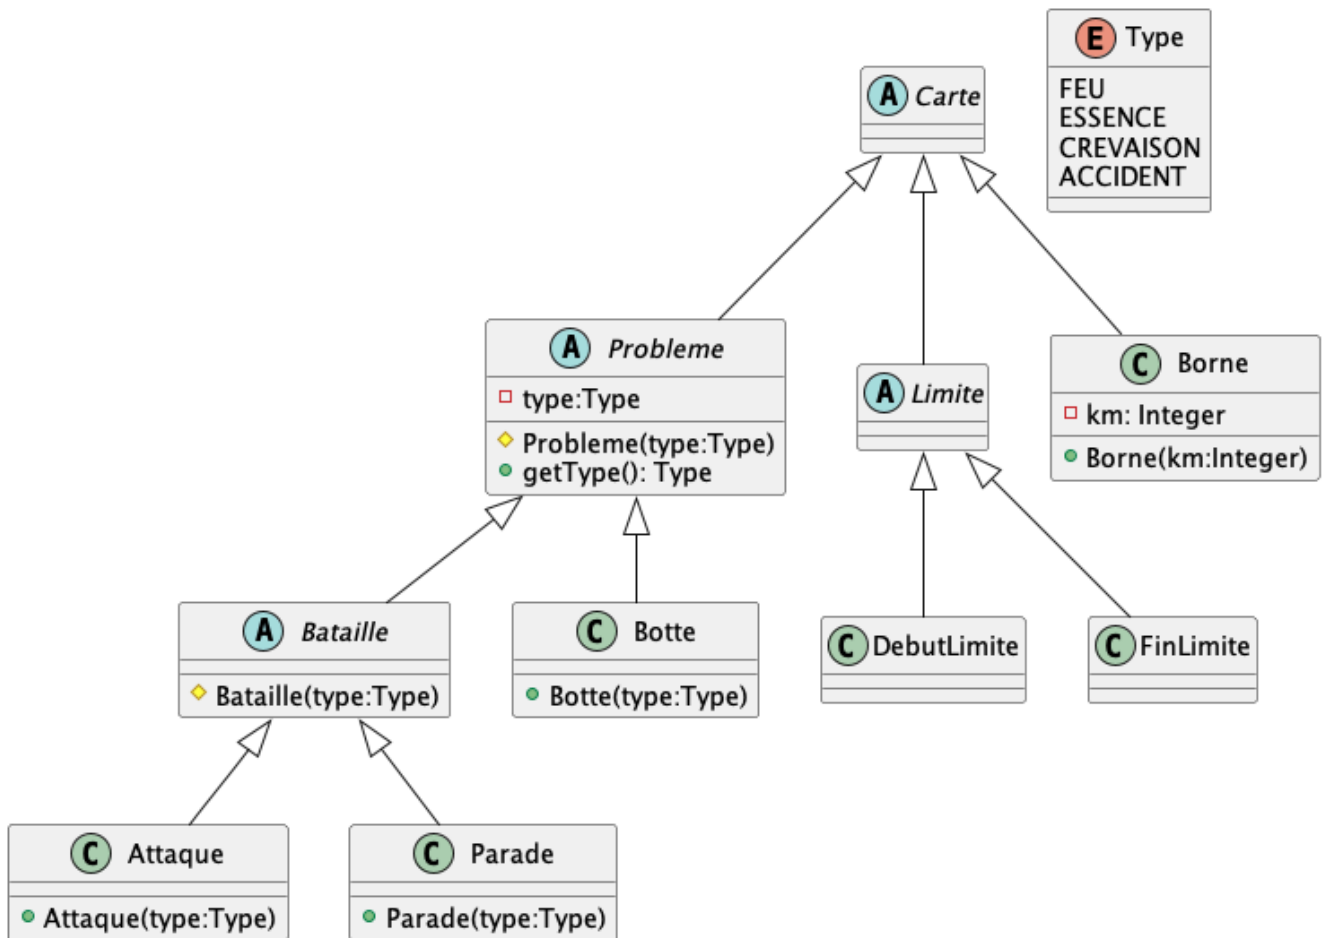 E Type
FEU
ESSENCE
CREVAISON
ACCIDENT
A Carte
A Probleme
type:Type
Probleme(type:Type)
getType(): Type
A Limite
C Borne
km: Integer
Borne(km:Integer)
A Bataille
Bataille(type:Type)
C Botte
Botte(type:Type)
C DebutLimite
C FinLimite
C Attaque
Attaque(type:Type)
C Parade
Parade(type:Type)